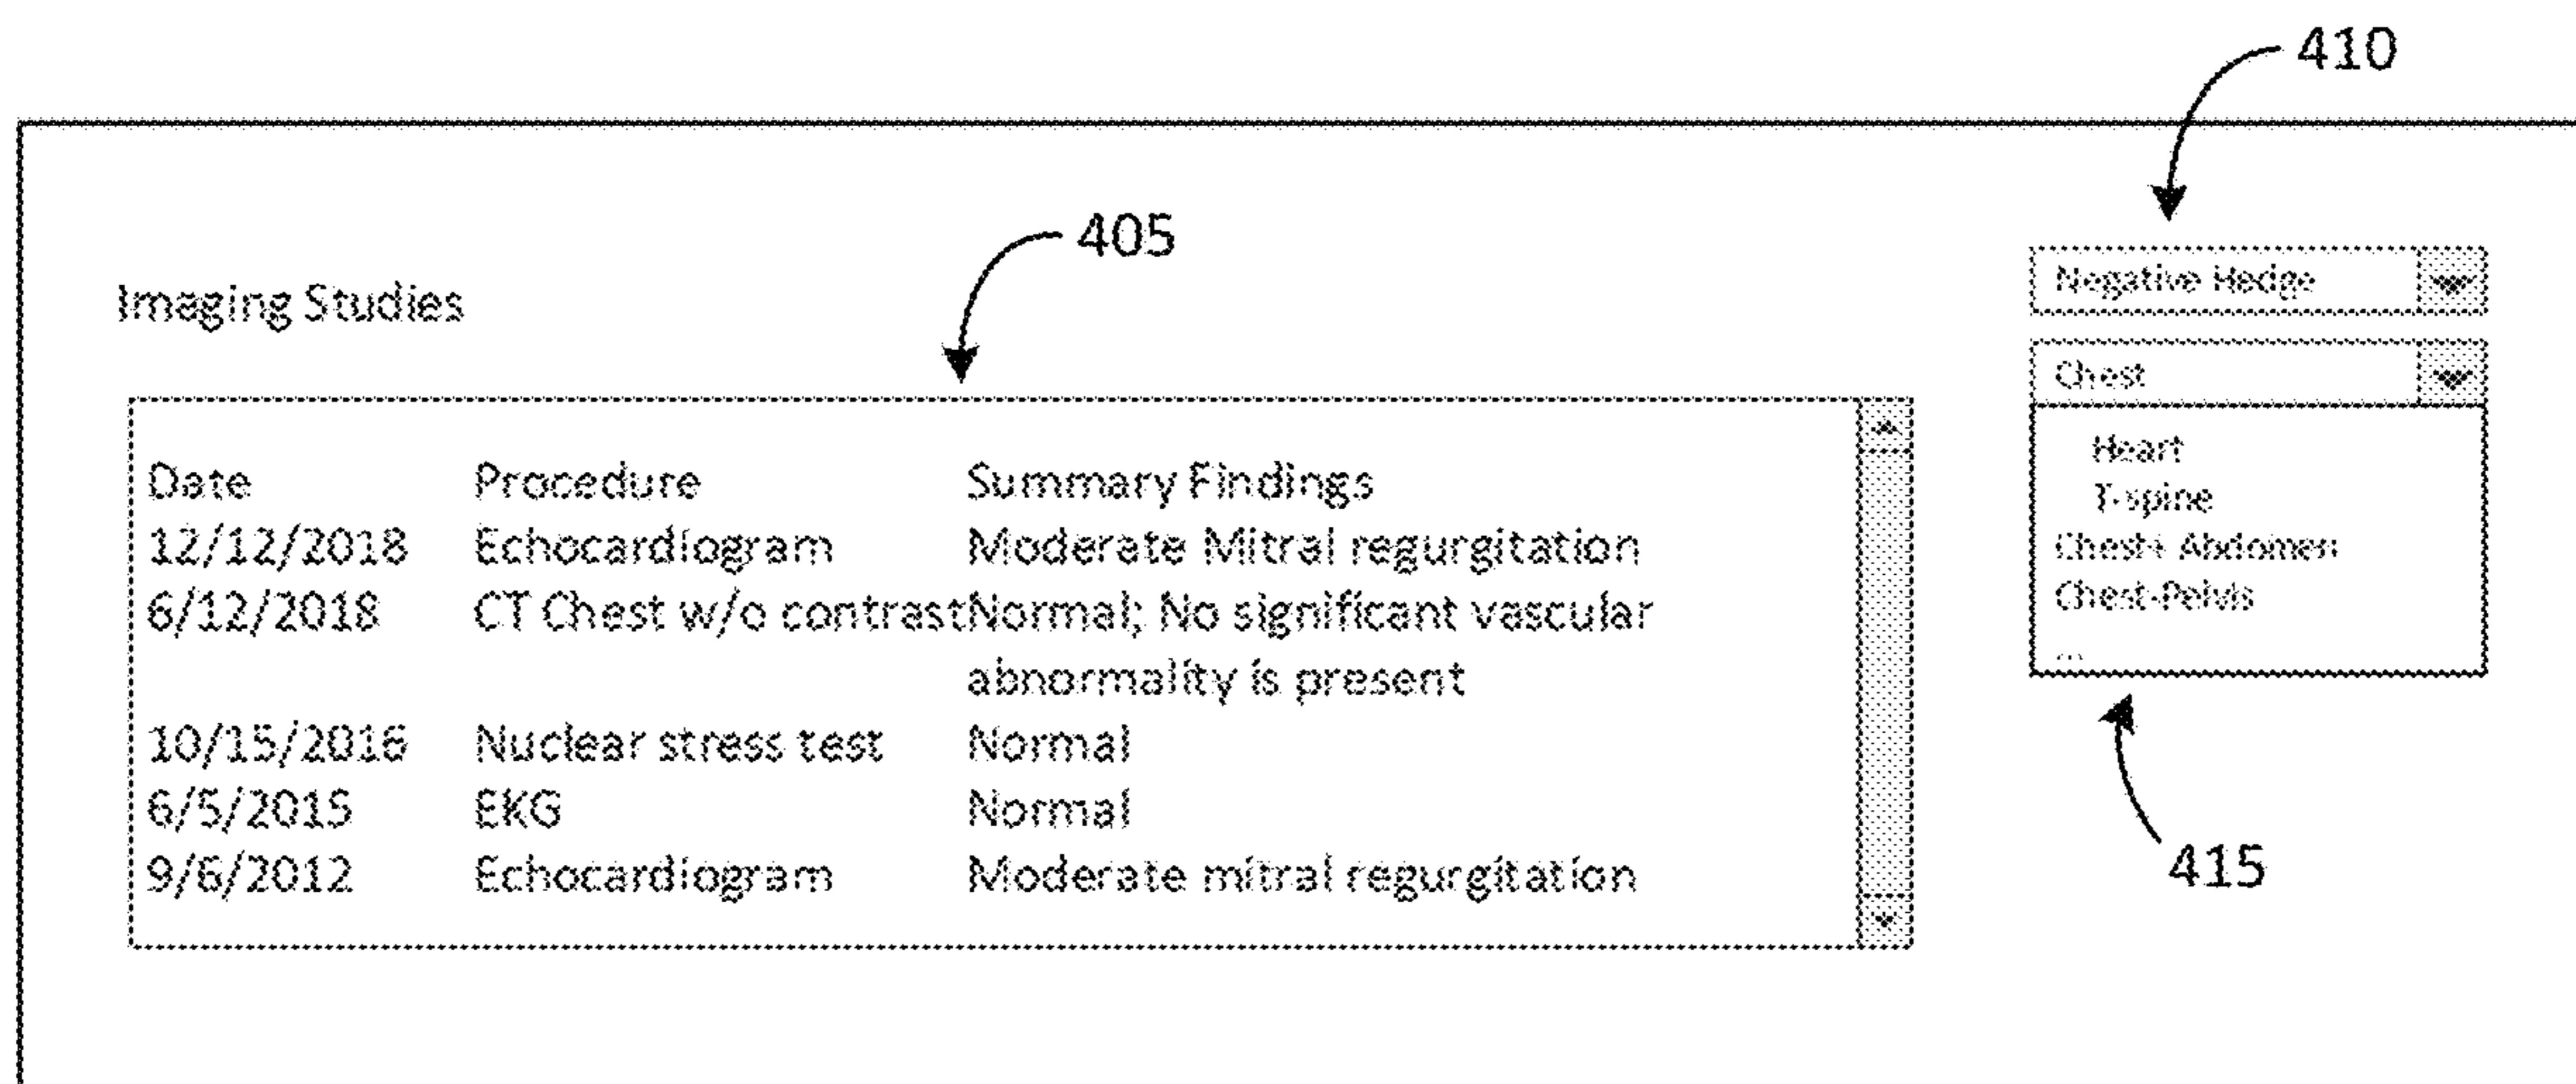 410
405
Imaging Studies
Negative Hedge
Chest
Heart
T-spine
Chest+ Abdomen
Chest-Pelvis
...
Date Procedure Summary Findings
12/12/2018 Echocardiogram Moderate Mitral regurgitation
6/12/2018 CT Chest w/o contrast Normal; No significant vascular
abnormality is present
10/15/2016 Nuclear stress test Normal
6/5/2015 EKG Normal
9/6/2012 Echocardiogram Moderate mitral regurgitation
415